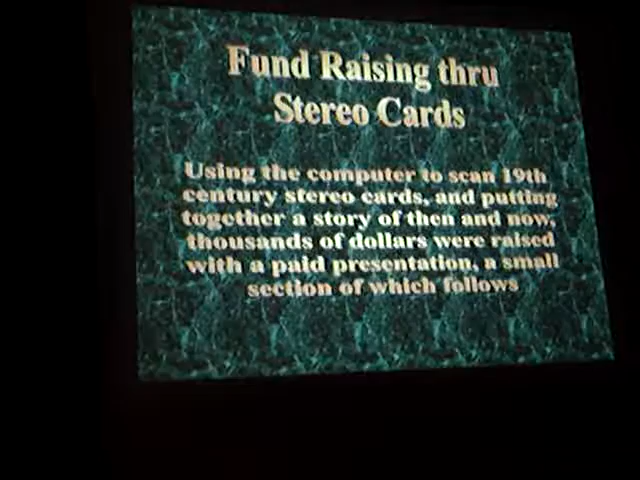 Fund Raising thru
Stereo Cards
Using the computer to scan 19th
century stereo cards, and putting
together a story of then and now,
thousands of dollars were raised
with a paid presentation, a small
section of which follows